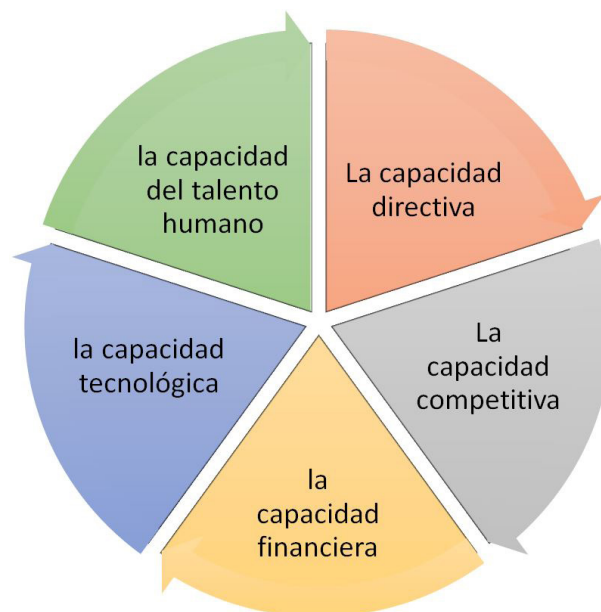 La capacidad
directiva
La
capacidad
competitiva
la
capacidad
financiera
la capacidad
tecnológica
la capacidad
del talento
humano